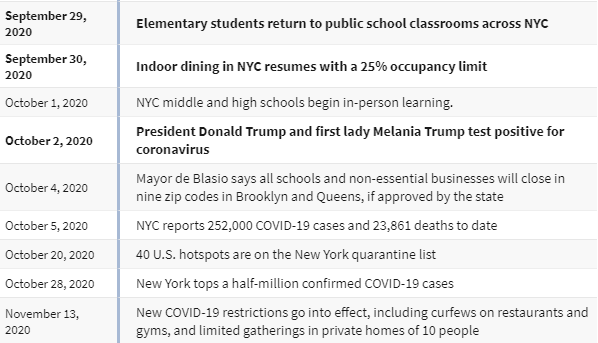 September 29,
2020
Elementary students return to public school classrooms across NYC
September 30,
2020
Indoor dining in NYC resumes with a 25% occupancy limit
October 1, 2020
NYC middle and high schools begin in-person learning.
October 2, 2020
President Donald Trump and first lady Melania Trump test positive for
coronavirus
October 4, 2020
Mayor de Blasio says all schools and non-essential businesses will close in
nine zip codes in Brooklyn and Queens, if approved by the state
October 5, 2020
NYC reports 252,000 COVID-19 cases and 23,861 deaths to date
October 20, 2020
40 U.S. hotspots are on the New York quarantine list
October 28, 2020
New York tops a half-million confirmed COVID-19 cases
November 13,
2020
New COVID-19 restrictions go into effect, including curfews on restaurants and
gyms, and limited gatherings in private homes of 10 people